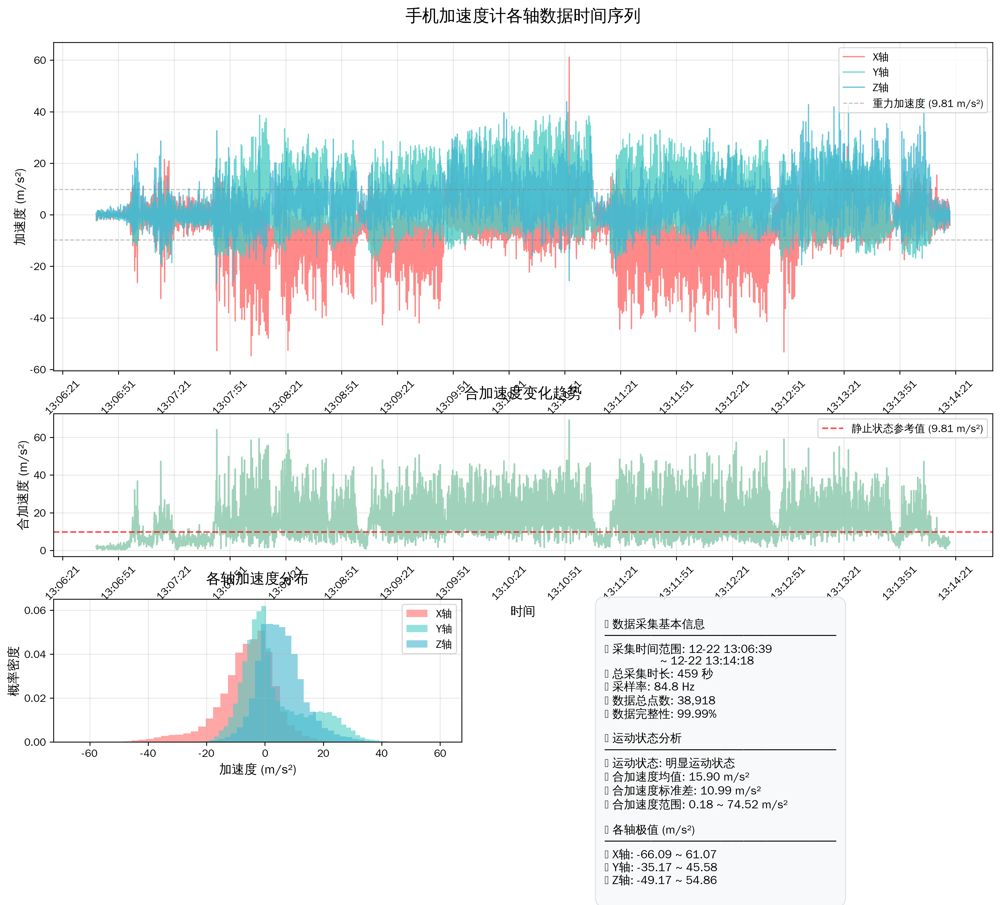 手机加速度计各轴数据时间序列
加速度 (m/s²)
60
40
20
0
-20
-40
-60
X轴
Y轴
Z轴
重力加速度 (9.81 m/s²)
13:06:21
13:06:51
13:07:21
13:07:51
13:08:21
13:08:51
13:09:21
13:09:51
13:10:21
13:10:51
13:11:21
13:11:51
13:12:21
13:12:51
13:13:21
13:13:51
13:14:21
合加速度变化趋势
合加速度 (m/s²)
60
40
20
0
静止状态参考值 (9.81 m/s²)
13:06:21
13:06:51
13:07:21
13:07:51
13:08:21
13:08:51
13:09:21
13:09:51
13:10:21
13:10:51
13:11:21
13:11:51
13:12:21
13:12:51
13:13:21
13:13:51
13:14:21
时间
各轴加速度分布
概率密度
0.06
0.04
0.02
0.00
X轴
Y轴
Z轴
-60
-40
-20
0
20
40
60
加速度 (m/s²)
数据采集基本信息
采集时间范围: 12-22 13:06:39
~ 12-22 13:14:18
总采集时长: 459 秒
采样率: 84.8 Hz
数据总点数: 38,918
数据完整性: 99.99%
运动状态分析
运动状态: 明显运动状态
合加速度均值: 15.90 m/s²
合加速度标准差: 10.99 m/s²
合加速度范围: 0.18 ~ 74.52 m/s²
各轴极值 (m/s²)
X轴: -66.09 ~ 61.07
Y轴: -35.17 ~ 45.58
Z轴: -49.17 ~ 54.86